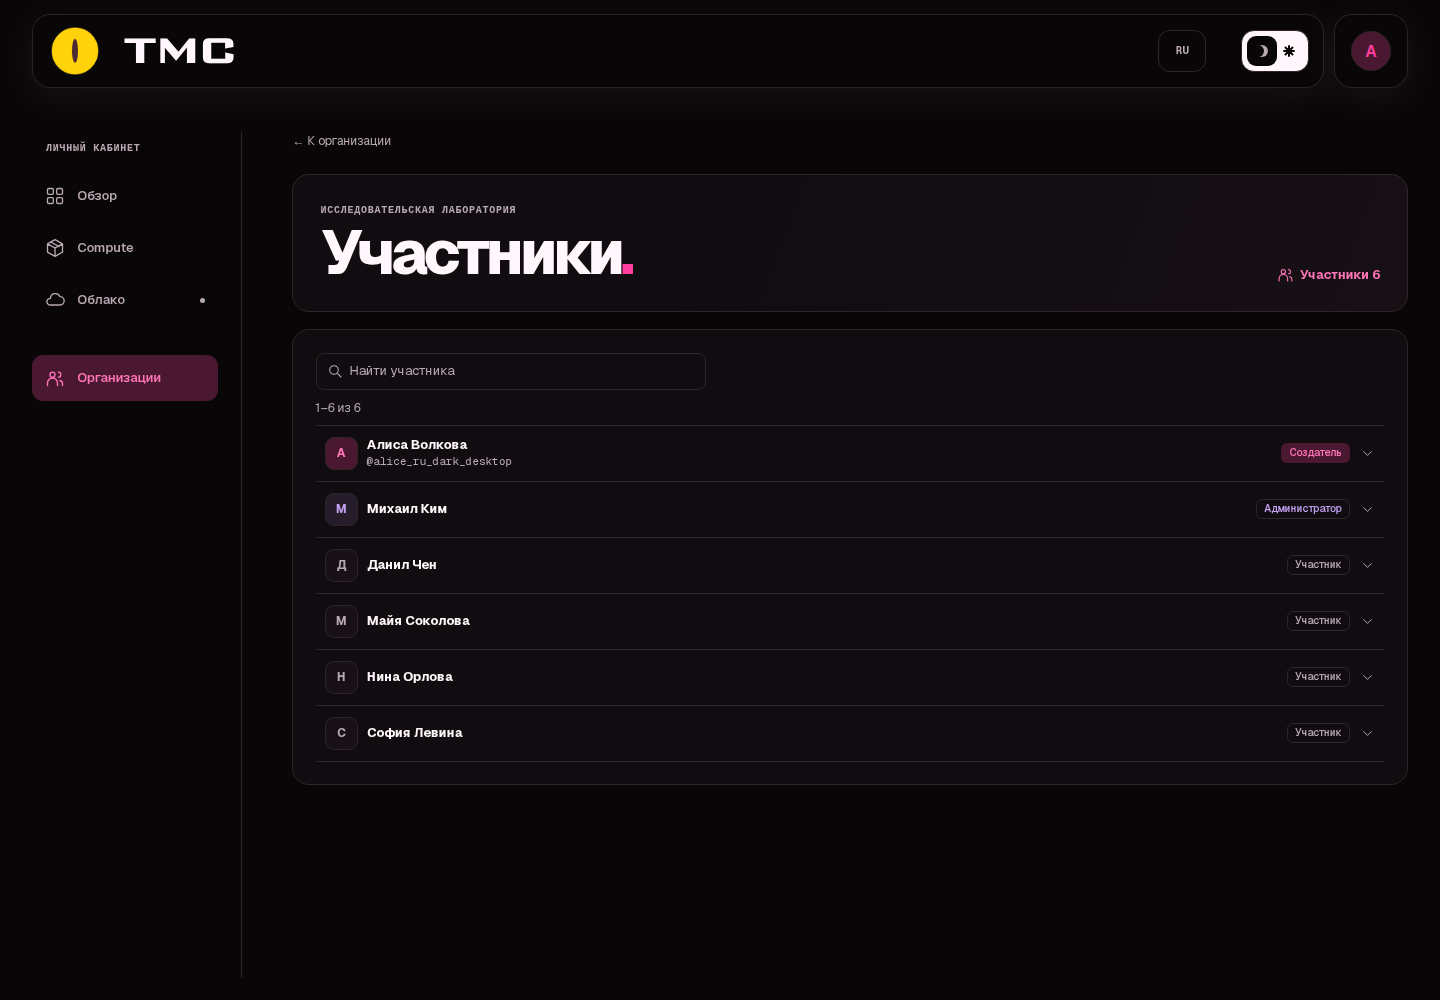 TMC
RU
A
ЛИЧНЫЙ КАБИНЕТ
Обзор
Compute
Облако
Организации
← К организации
ИССЛЕДОВАТЕЛЬСКАЯ ЛАБОРАТОРИЯ
Участники.
Участники 6
Найти участника
1–6 из 6
А
Алиса Волкова
@alice_ru_dark_desktop
Создатель
М
Михаил Ким
Администратор
Д
Данил Чен
Участник
М
Майя Соколова
Участник
Н
Нина Орлова
Участник
С
София Левина
Участник